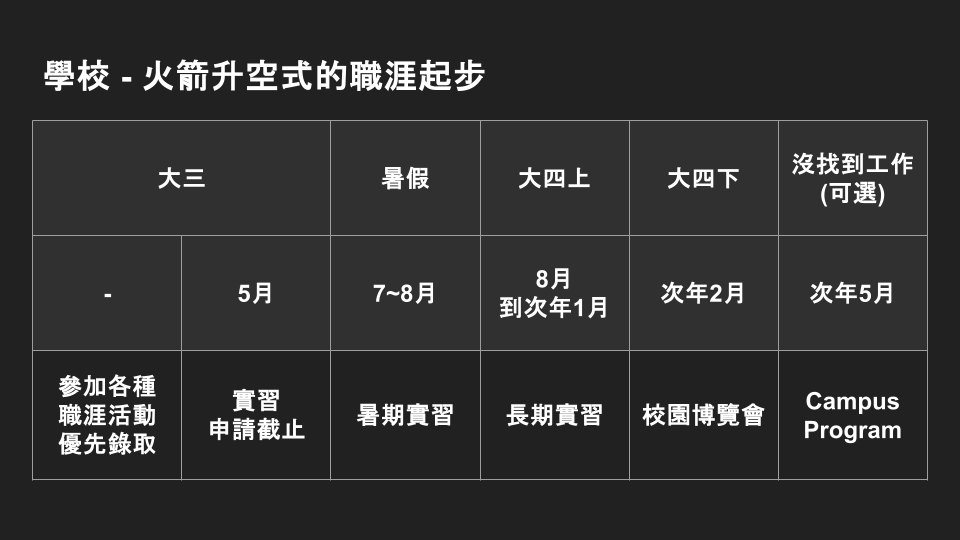 學校 - 火箭升空式的職涯起步
大三
暑假
大四上
大四下
沒找到工作
(可選)
-
5月
7~8月
8月
到次年1月
次年2月
次年5月
參加各種
職涯活動
優先錄取
實習
申請截止
暑期實習
長期實習
校園博覽會
Campus
Program